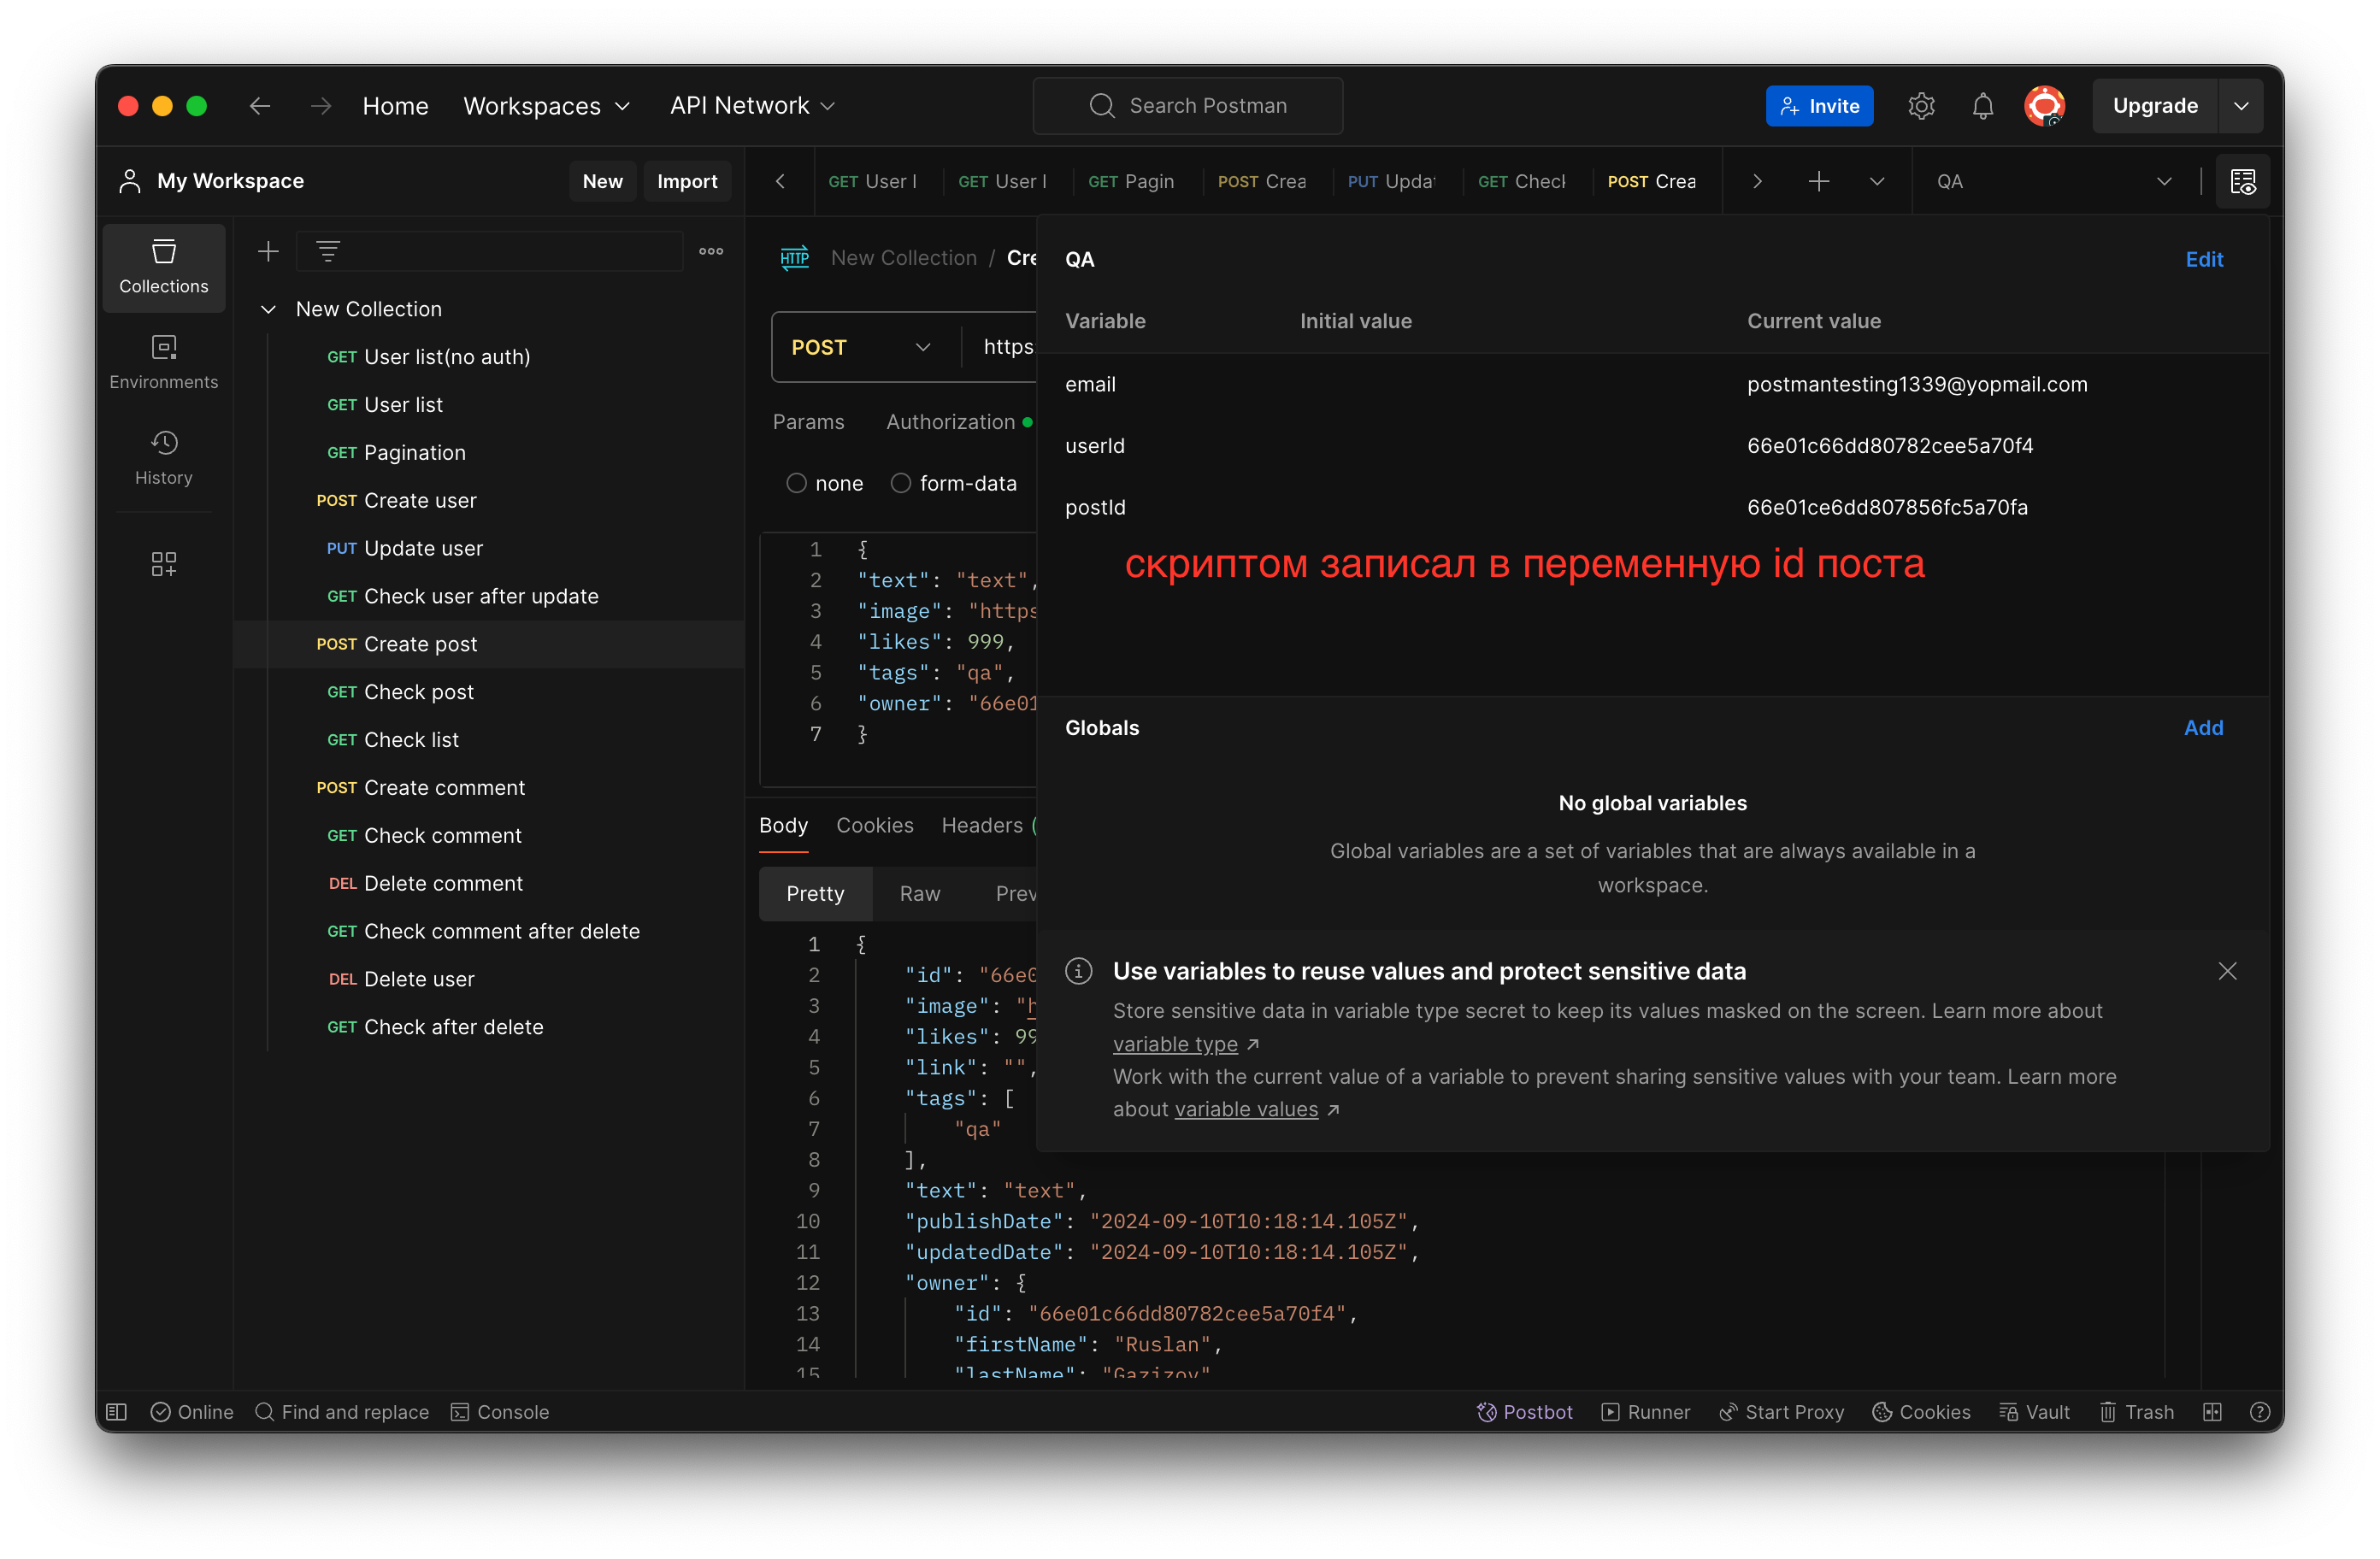 Home
Workspaces
API Network
Search Postman
Invite
Upgrade
My Workspace
New
Import
GET User l
GET User l
GET Pagin
POST Crea
PUT Upda
GET Check
POST Crea
QA
Collections
Environments
History
New Collection
GET User list(no auth)
GET User list
GET Pagination
POST Create user
PUT Update user
GET Check user after update
POST Create post
GET Check post
GET Check list
POST Create comment
GET Check comment
DEL Delete comment
GET Check comment after delete
DEL Delete user
GET Check after delete
HTTP New Collection / Cre
POST https
Params Authorization
none form-data
1 {
2 "text": "text",
3 "image": "https
4 "likes": 999,
5 "tags": "qa",
6 "owner": "66e01
7 }
QA Edit
Variable Initial value Current value
email postmantesting1339@yopmail.com
userId 66e01c66dd80782cee5a70f4
postId 66e01ce6dd807856fc5a70fa
скриптом записал в переменную id поста
Globals Add
No global variables
Global variables are a set of variables that are always available in a
workspace.
Use variables to reuse values and protect sensitive data
Store sensitive data in variable type secret to keep its values masked on the screen. Learn more about
variable type ↗
Work with the current value of a variable to prevent sharing sensitive values with your team. Learn more
about variable values ↗
Body Cookies Headers (
Pretty Raw Prev
1 {
2 "id": "66e0
3 "image": "h
4 "likes": 99
5 "link": "",
6 "tags": [
7 "qa"
8 ],
9 "text": "text",
10 "publishDate": "2024-09-10T10:18:14.105Z",
11 "updatedDate": "2024-09-10T10:18:14.105Z",
12 "owner": {
13 "id": "66e01c66dd80782cee5a70f4",
14 "firstName": "Ruslan",
15 "lastName": "Gazizov"
Online
Find and replace
Console
Postbot
Runner
Start Proxy
Cookies
Vault
Trash